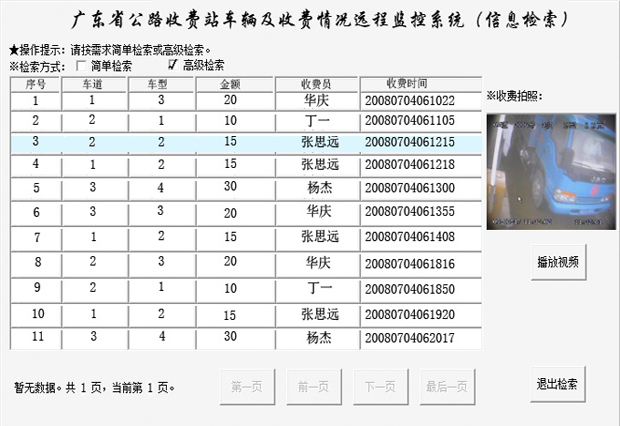 广东省公路收费站车辆及收费情况远程监控系统（信息检索）
★操作提示：请按需求简单检索或高级检索。
※检索方式： 简单检索 高级检索
序号 车道 车型 金额 收费员 收费时间
1 1 3 20 华庆 20080704061022
2 2 1 10 丁一 20080704061105
3 2 2 15 张思远 20080704061215
4 1 2 15 张思远 20080704061218
5 3 4 30 杨杰 20080704061300
6 3 3 20 华庆 20080704061355
7 1 2 15 张思远 20080704061408
8 2 3 20 华庆 20080704061816
9 2 1 10 丁一 20080704061850
10 1 2 15 张思远 20080704061920
11 3 4 30 杨杰 20080704062017
※收费拍照：
播放视频
暂无数据。共 1 页，当前第 1 页。
第一页 前一页 下一页 最后一页
退出检索